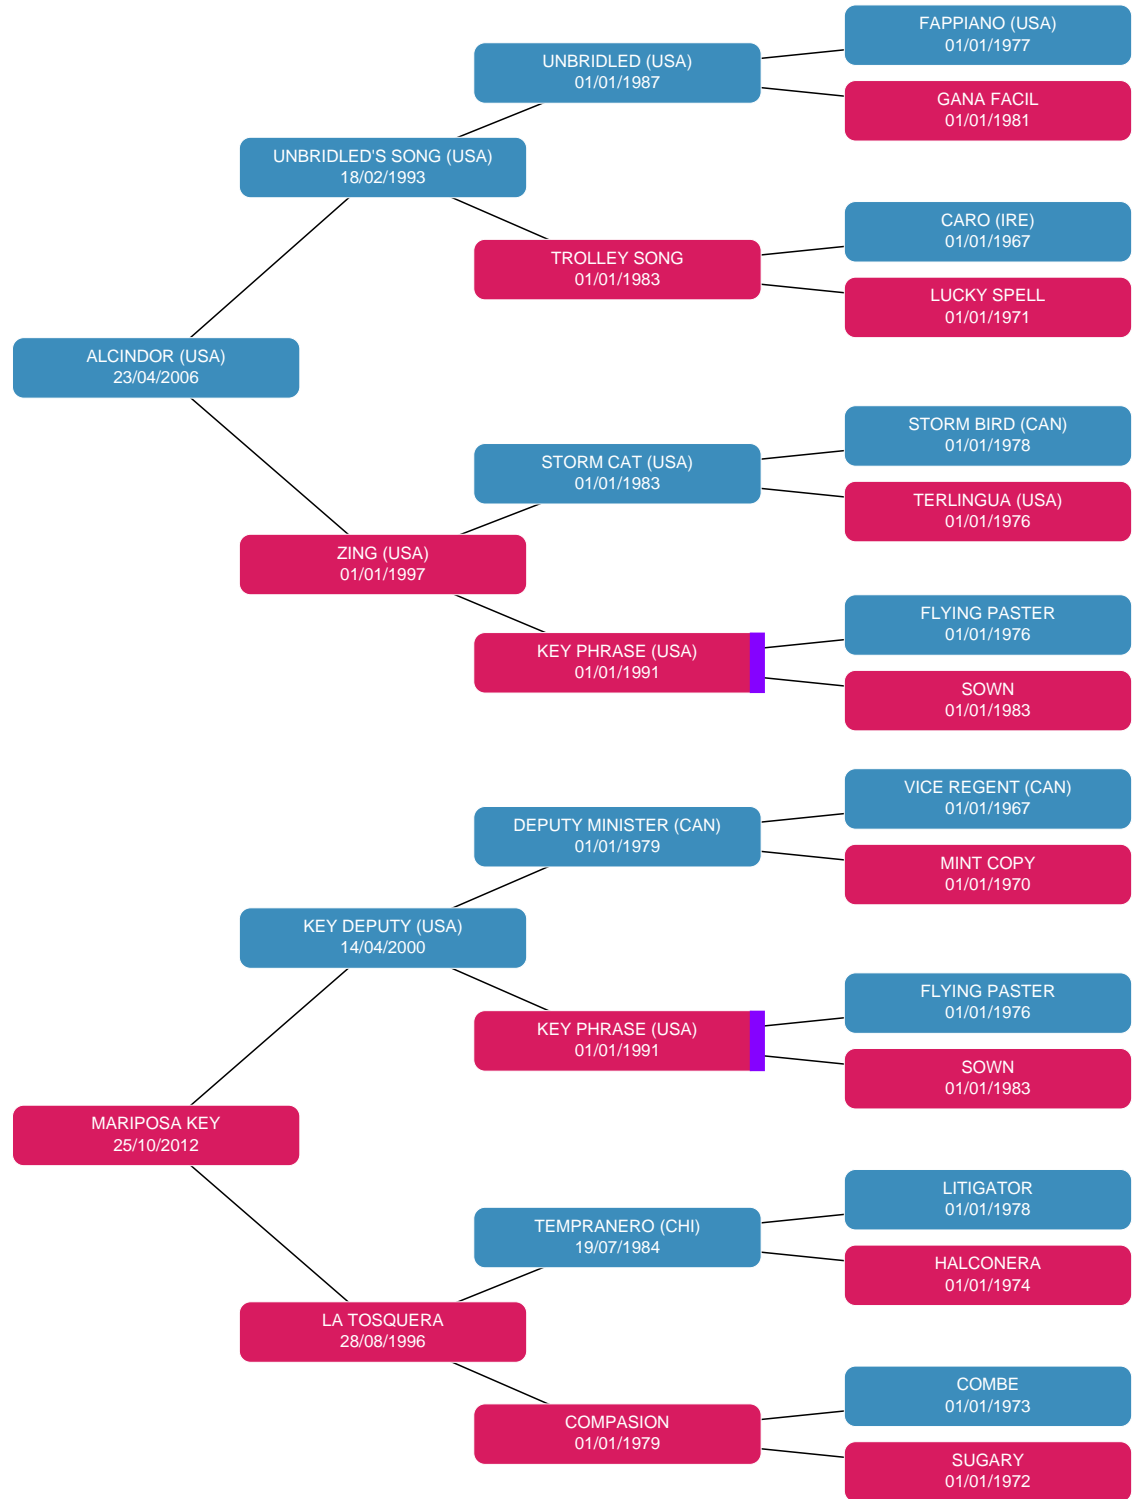 FAPPIANO (USA)
01/01/1977
UNBRIDLED (USA)
01/01/1987
GANA FACIL
01/01/1981
UNBRIDLED'S SONG (USA)
18/02/1993
CARO (IRE)
01/01/1967
TROLLEY SONG
01/01/1983
LUCKY SPELL
01/01/1971
ALCINDOR (USA)
23/04/2006
STORM BIRD (CAN)
01/01/1978
STORM CAT (USA)
01/01/1983
TERLINGUA (USA)
01/01/1976
ZING (USA)
01/01/1997
FLYING PASTER
01/01/1976
KEY PHRASE (USA)
01/01/1991
SOWN
01/01/1983
VICE REGENT (CAN)
01/01/1967
DEPUTY MINISTER (CAN)
01/01/1979
MINT COPY
01/01/1970
KEY DEPUTY (USA)
14/04/2000
FLYING PASTER
01/01/1976
KEY PHRASE (USA)
01/01/1991
SOWN
01/01/1983
MARIPOSA KEY
25/10/2012
LITIGATOR
01/01/1978
TEMPRANERO (CHI)
19/07/1984
HALCONERA
01/01/1974
LA TOSQUERA
28/08/1996
COMBE
01/01/1973
COMPASION
01/01/1979
SUGARY
01/01/1972